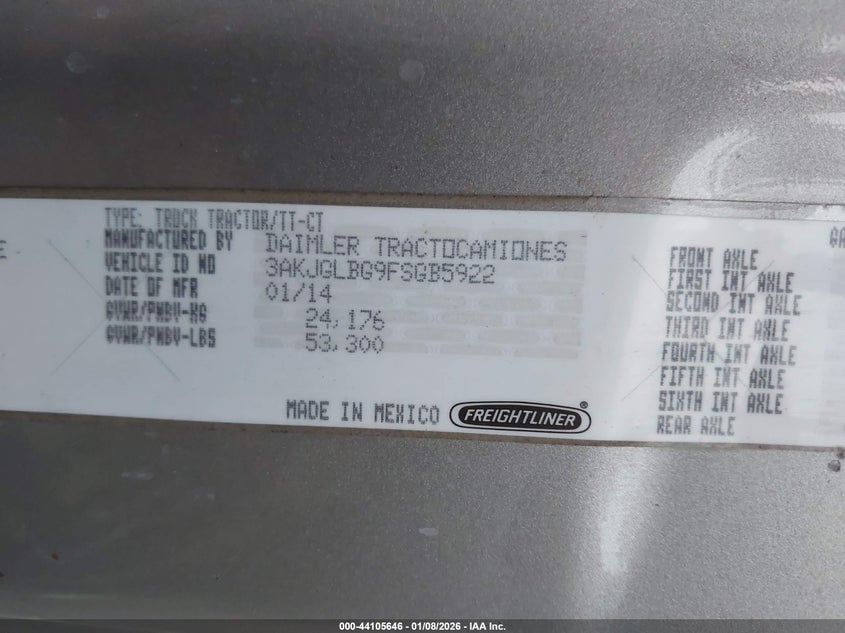 TYPE: TRUCK TRACTOR/TT-CT
MANUFACTURED BY DAIMLER TRACTOCAMIONES
VEHICLE ID NO 3AKJGLBG9FSGB5922
DATE OF MFR 01/14
GVWR/PNBV-KG 24,176
GVWR/PNBV-LBS 53,300
MADE IN MEXICO FREIGHTLINER®
GA
FRONT AXLE
FIRST INT AXLE
SECOND INT AXLE
THIRD INT AXLE
FOURTH INT AXLE
FIFTH INT AXLE
SIXTH INT AXLE
REAR AXLE
E
000-44105646 - 01/08/2026 - IAA Inc.